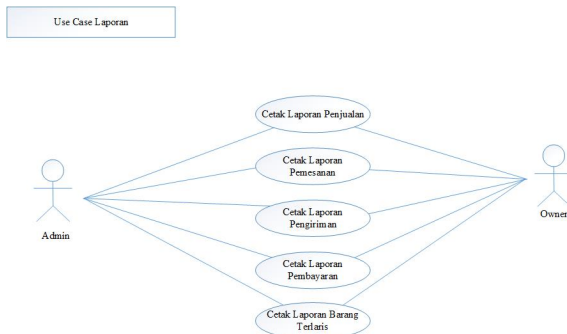 Use Case Laporan
Cetak Laporan Penjualan
Cetak Laporan
Pemesanan
Cetak Laporan
Pengiriman
Admin
Owner
Cetak Laporan
Pembayaran
Cetak Laporan Barang
Terlaris